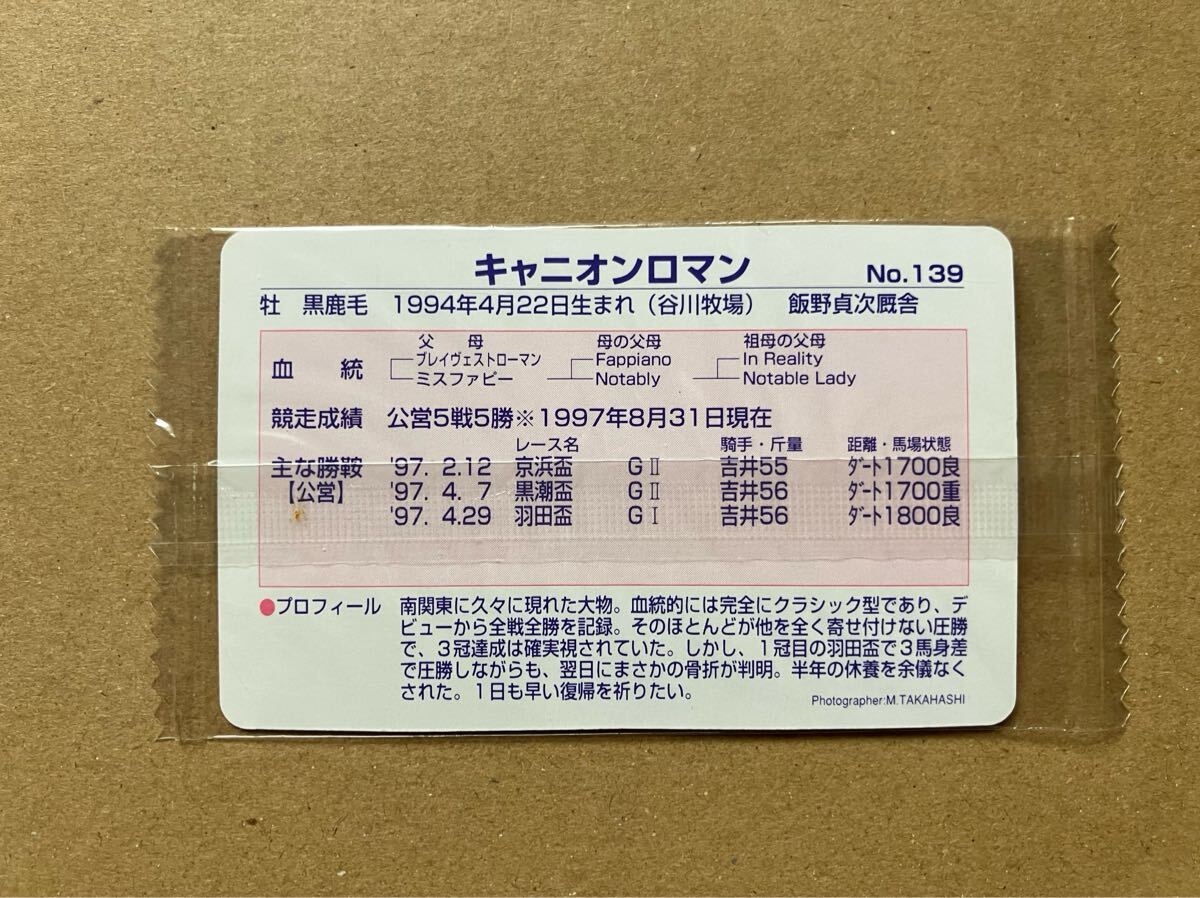 キャニオンロマン No.139
牡 黒鹿毛 1994年4月22日生まれ（谷川牧場） 飯野貞次厩舎
父 母 母の父母 祖母の父母
血統 ブレイヴェストローマン Fappiano In Reality
ミスファピー Notably Notable Lady
競走成績 公営5戦5勝※1997年8月31日現在
レース名 騎手・斤量 距離・馬場状態
主な勝鞍 '97. 2.12 京浜盃 GⅡ 吉井55 ダート1700良
【公営】 '97. 4. 7 黒潮盃 GⅡ 吉井56 ダート1700重
'97. 4.29 羽田盃 GⅠ 吉井56 ダート1800良
●プロフィール 南関東に久々に現れた大物。血統的には完全にクラシック型であり、デ
ビューから全戦全勝を記録。そのほとんどが他を全く寄せ付けない圧勝
で、３冠達成は確実視されていた。しかし、１冠目の羽田盃で３馬身差
で圧勝しながらも、翌日にまさかの骨折が判明。半年の休養を余儀なく
された。１日も早い復帰を祈りたい。
Photographer:M.TAKAHASHI